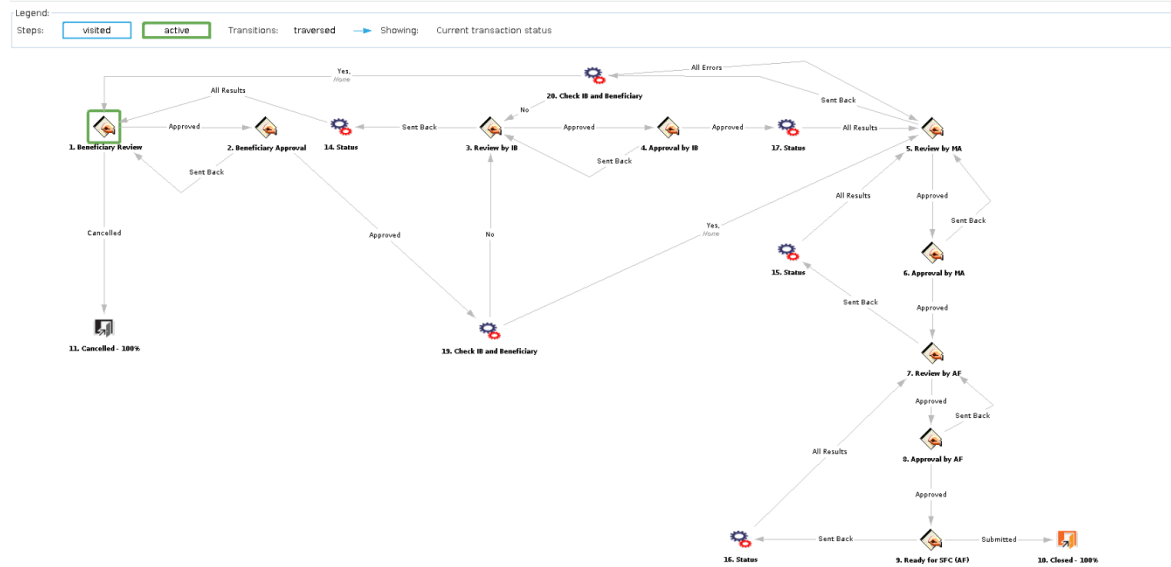 Legend:
Steps: visited active Transitions: traversed Showing: Current transaction status
Yes,
None
All Errors
All Results
20. Check IB and Beneficiary
Sent Back
No
Approved
Sent Back
Approved
Approved
All Results
1. Beneficiary Review
2. Beneficiary Approval
14. Status
3. Review by IB
4. Approval by IB
17. Status
5. Review by MA
Sent Back
Sent Back
All Results
Approved
Sent Back
Cancelled
Approved
No
Yes,
None
15. Status
6. Approval by MA
Sent Back
Approved
11. Cancelled - 100%
19. Check IB and Beneficiary
7. Review by AF
Approved
Sent Back
All Results
8. Approval by AF
Approved
Sent Back
Submitted
16. Status
9. Ready for SFC (AF)
10. Closed - 100%